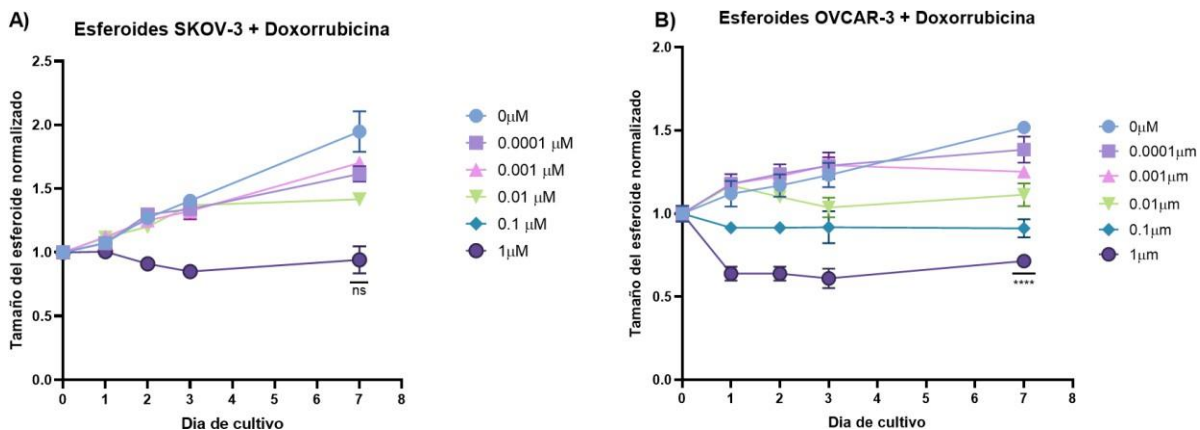 A)
Esferoides SKOV-3 + Doxorrubicina
Tamaño del esferoide normalizado
2.5
2.0
1.5
1.0
0.5
0.0
0 1 2 3 4 5 6 7 8
Dia de cultivo
ns
0μM
0.0001 μM
0.001 μM
0.01 μM
0.1 μM
1μM
B)
Esferoides OVCAR-3 + Doxorrubicina
Tamaño del esferoide normalizado
2.0
1.5
1.0
0.5
0.0
0 1 2 3 4 5 6 7 8
Dia de cultivo
****
0μM
0.0001μm
0.001μm
0.01μm
0.1μm
1μm